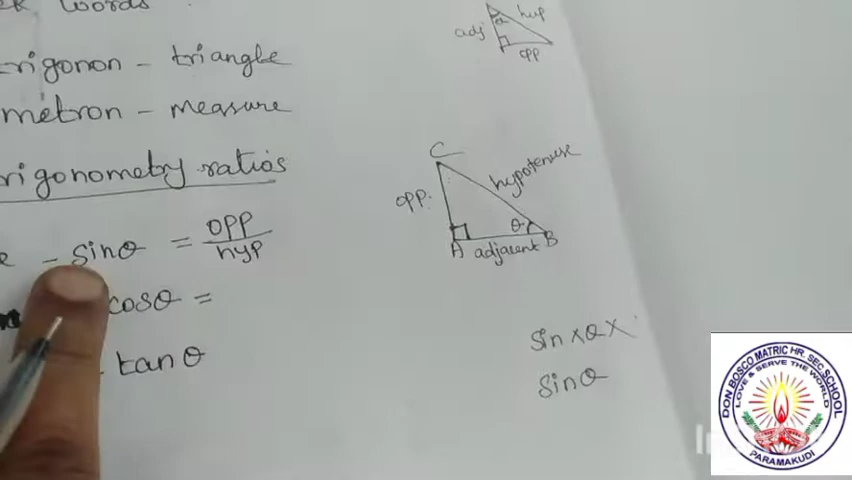 words
trigonon - triangle
metron - measure
trigonometry ratios
- sinθ = opp
hyp
cosθ =
- tanθ
adj
hyp
θ
opp
C
opp.
hypotenuse
θ
A adjacent B
sin x θ x
sinθ
DON BOSCO MATRIC HR. SEC. SCHOOL
LOVE & SERVE THE WORLD
PARAMAKUDI